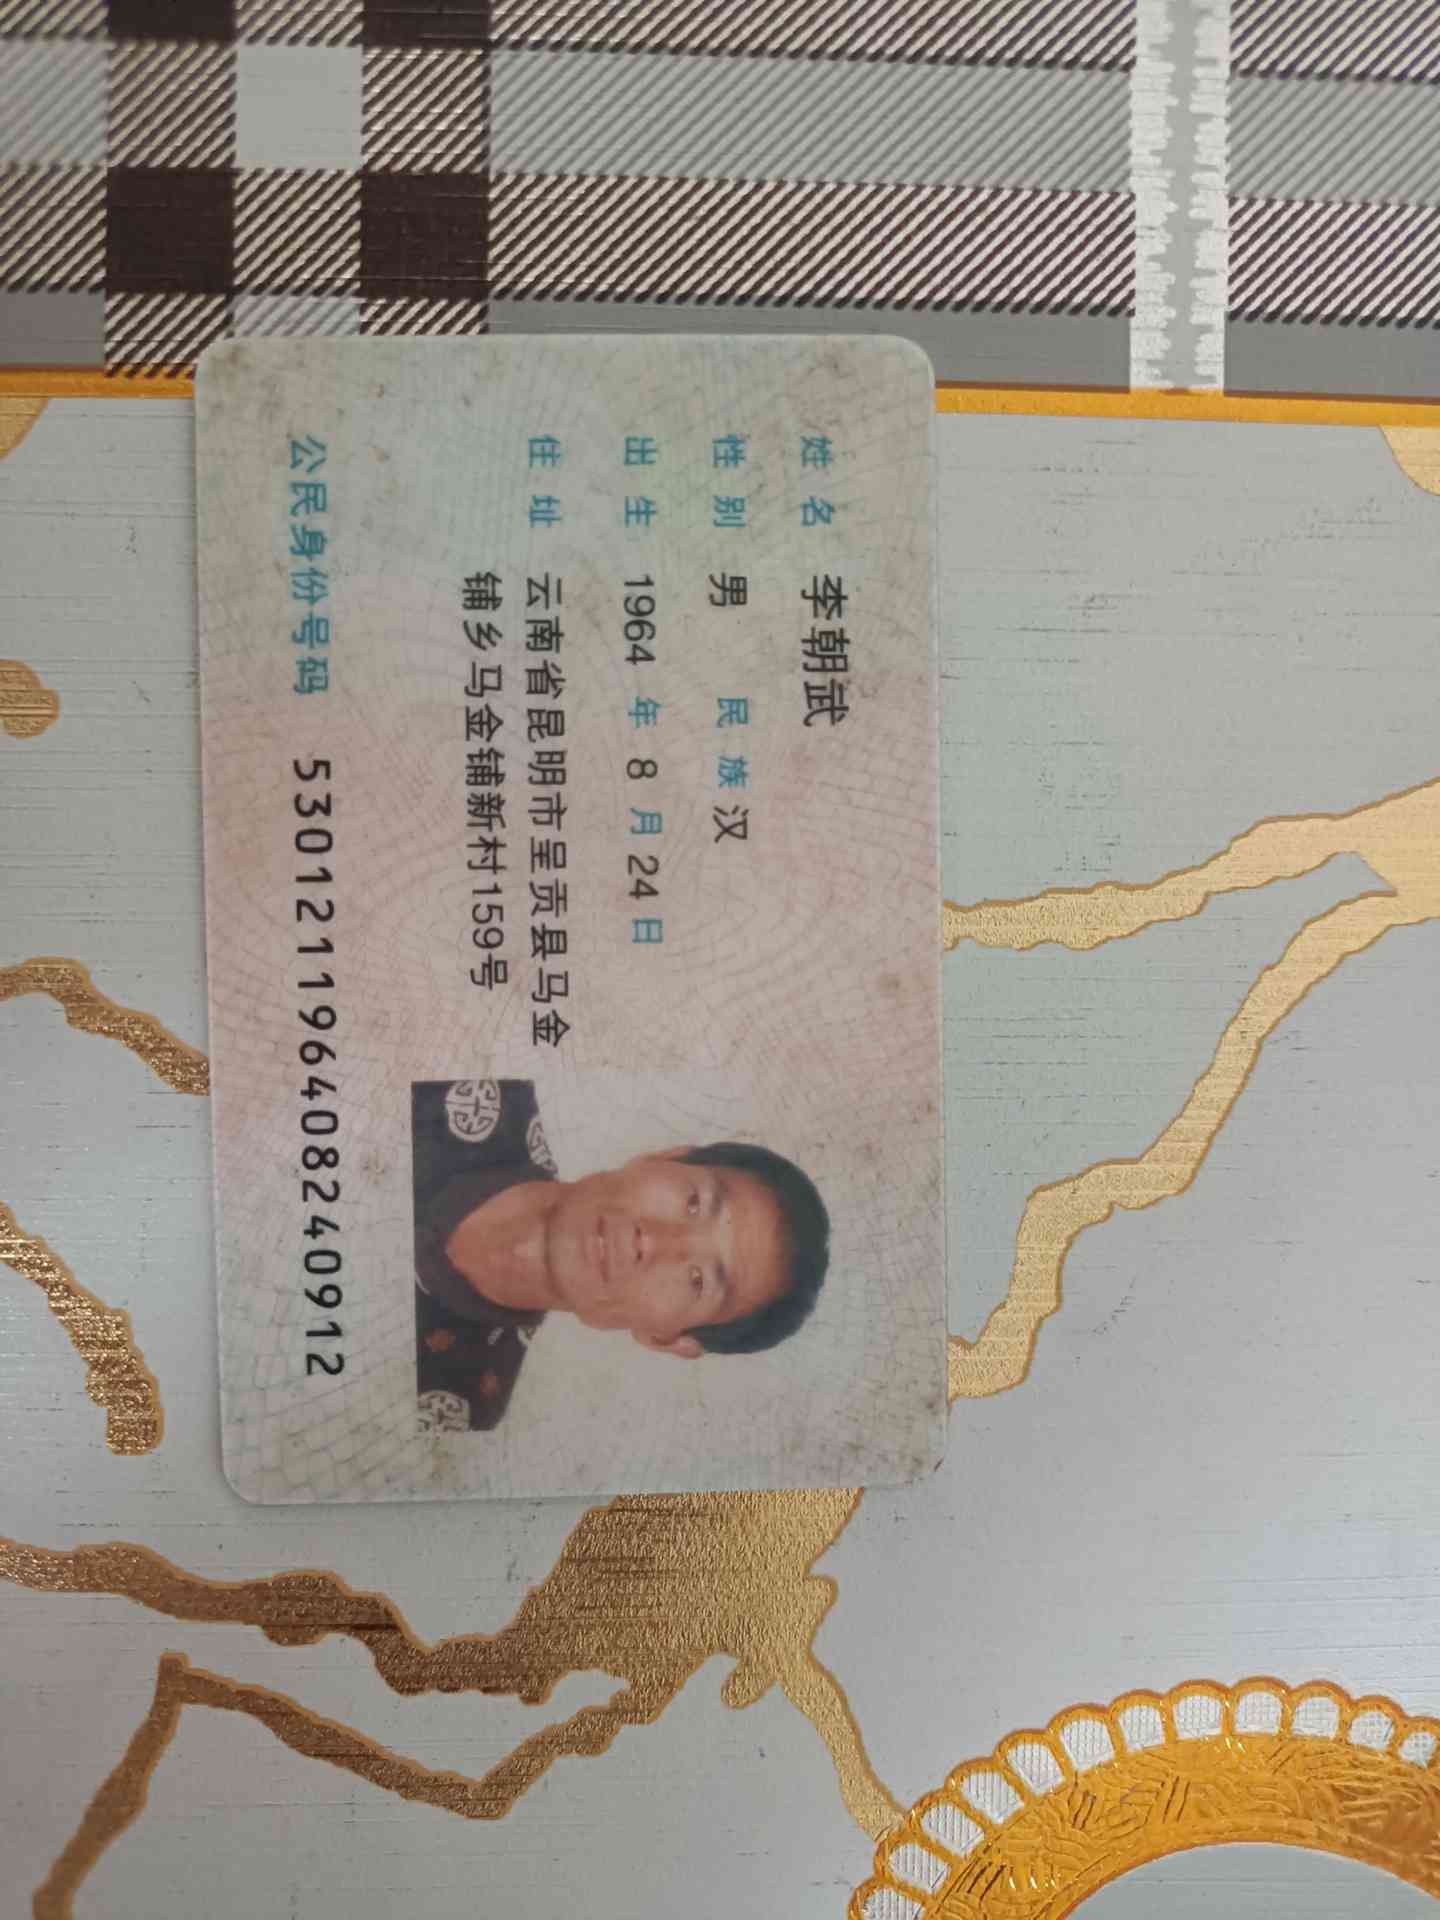 姓名 李朝武
性别 男 民族 汉
出生 1964 年 8 月 24 日
住址 云南省昆明市呈贡县马金
铺乡马金铺新村159号
公民身份号码 530121196408240912